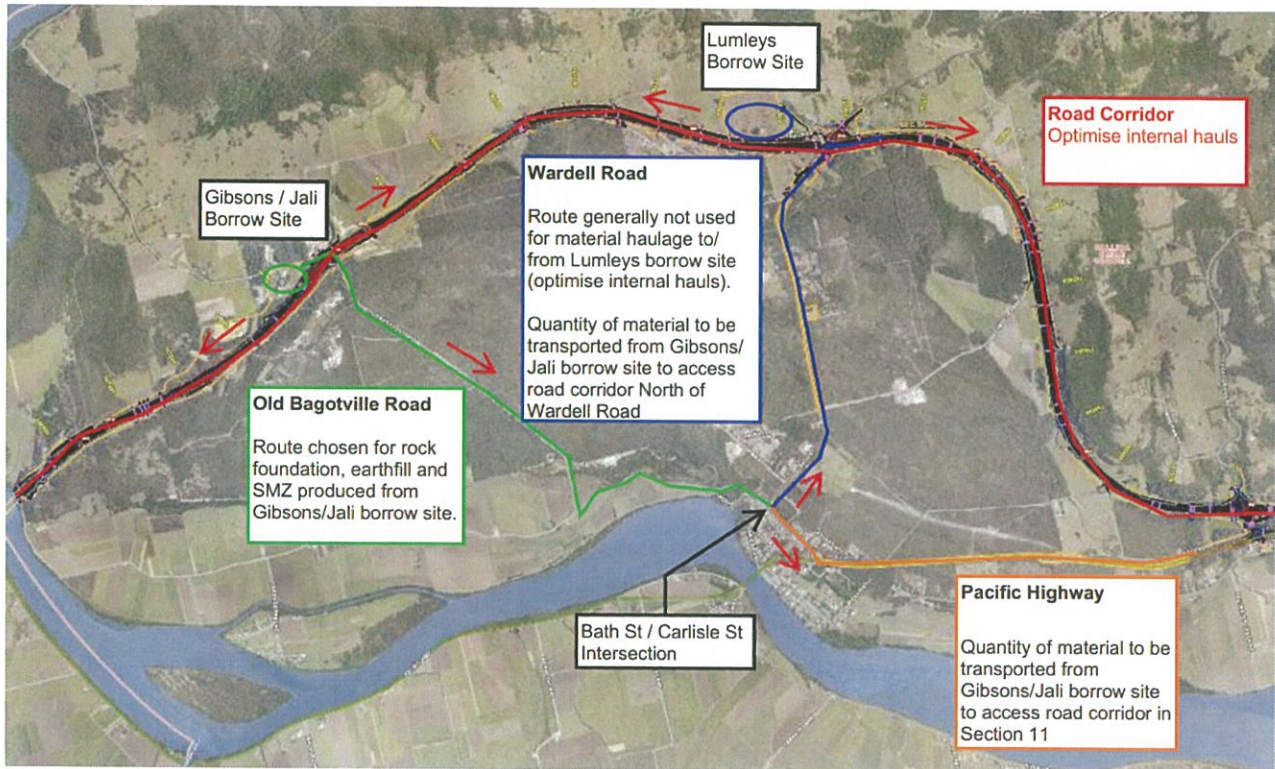 Lumleys
Borrow Site
Road Corridor
Optimise internal hauls
Gibsons / Jali
Borrow Site
Wardell Road
Route generally not used
for material haulage to/
from Lumleys borrow site
(optimise internal hauls).
Quantity of material to be
transported from Gibsons/
Jali borrow site to access
road corridor North of
Wardell Road
Old Bagotville Road
Route chosen for rock
foundation, earthfill and
SMZ produced from
Gibsons/Jali borrow site.
Bath St / Carlisle St
Intersection
Pacific Highway
Quantity of material to be
transported from
Gibsons/Jali borrow site
to access road corridor in
Section 11